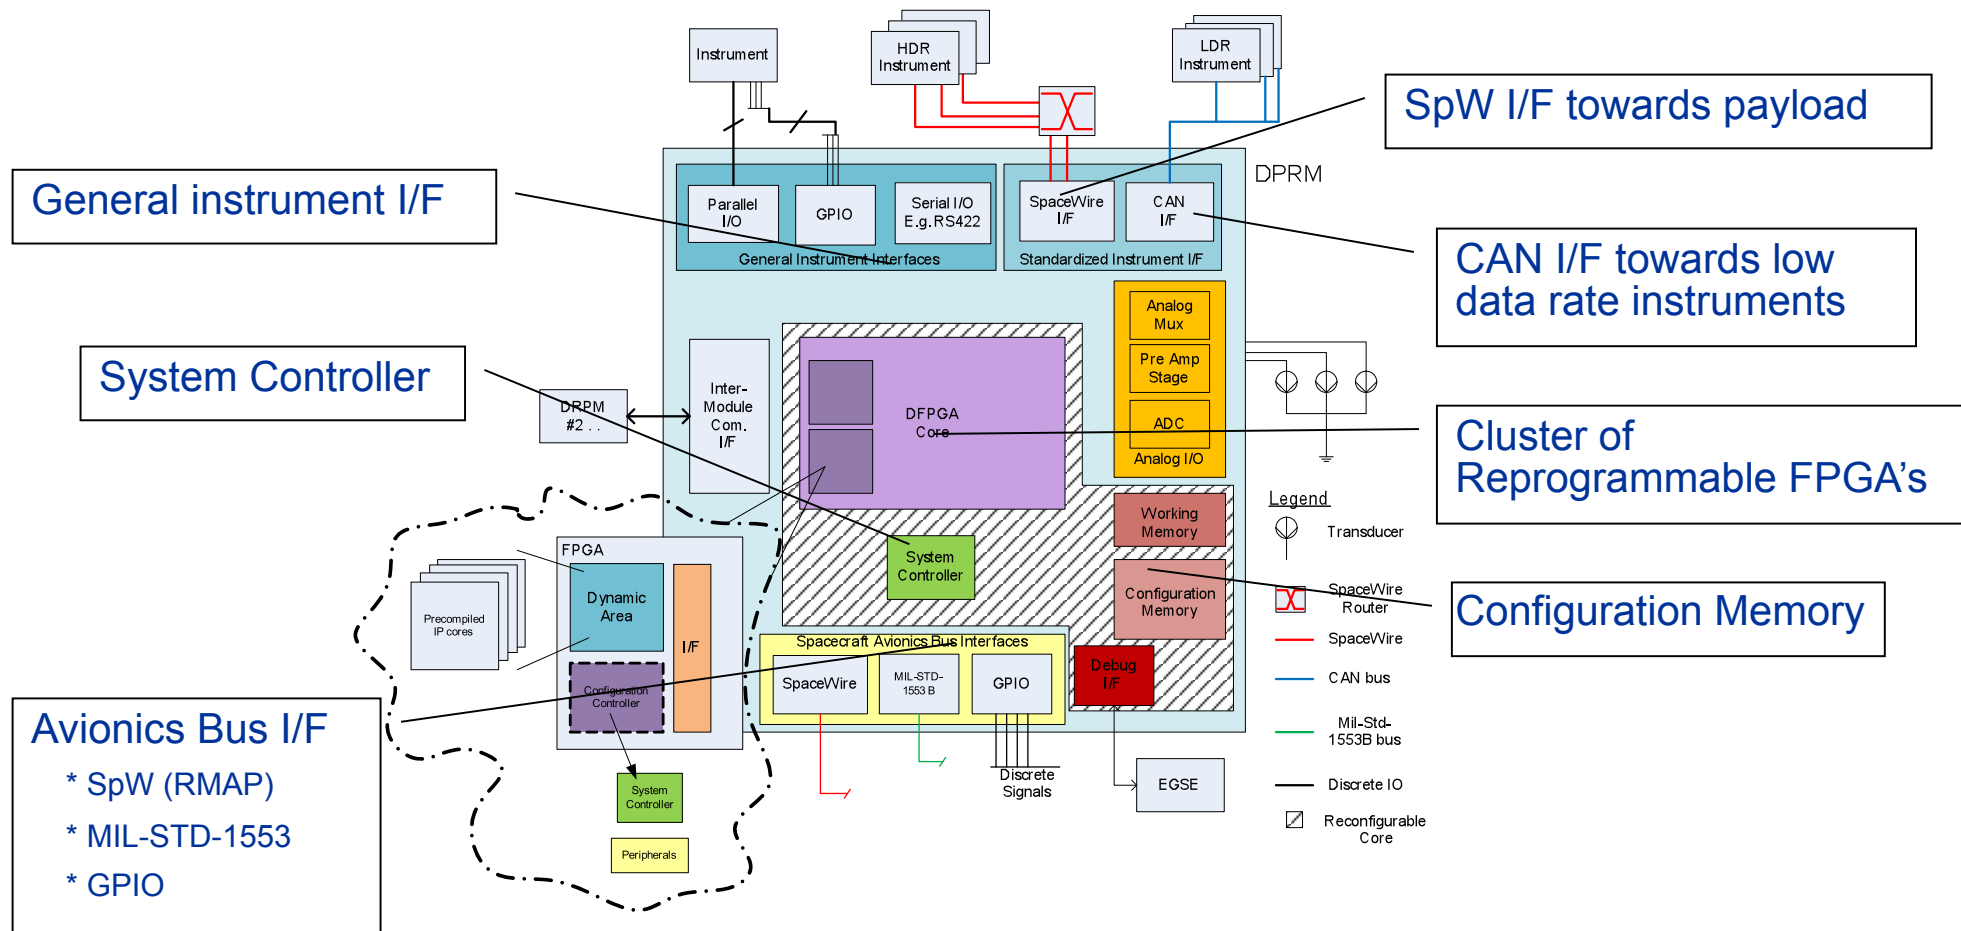 Instrument
HDR
Instrument
LDR
Instrument
SpW I/F towards payload
General instrument I/F
DPRM
Parallel
I/O
GPIO
Serial I/O
E.g.RS422
General Instrument Interfaces
SpaceWire
I/F
CAN
I/F
Standardized Instrument I/F
CAN I/F towards low
data rate instruments
Analog
Mux
Pre Amp
Stage
ADC
Analog I/O
System Controller
DRPM
#2 . .
Inter-
Module
Com.
I/F
DFPGA
Core
Cluster of
Reprogrammable FPGA's
Working
Memory
Configuration
Memory
System
Controller
Configuration Memory
Legend
Transducer
SpaceWire
Router
SpaceWire
CAN bus
Mil-Std-
1553B bus
Discrete IO
Reconfigurable
Core
FPGA
Dynamic
Area
I/F
Configuration
Controller
Precompiled
IP cores
System
Controller
Peripherals
Spacecraft Avionics Bus Interfaces
SpaceWire
MIL-STD-
1553 B
GPIO
Debug
I/F
Discrete
Signals
EGSE
Avionics Bus I/F
* SpW (RMAP)
* MIL-STD-1553
* GPIO